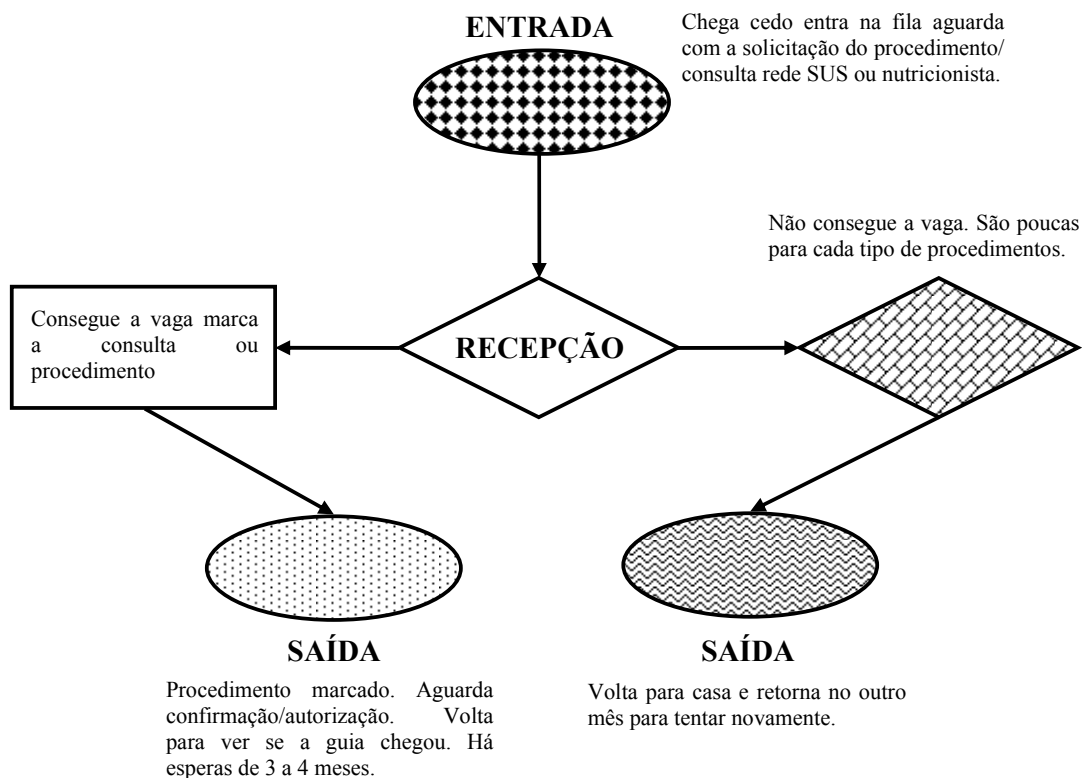 ENTRADA
Chega cedo entra na fila aguarda
com a solicitação do procedimento/
consulta rede SUS ou nutricionista.
Não consegue a vaga. São poucas
para cada tipo de procedimentos.
Consegue a vaga marca
a consulta ou
procedimento
RECEPÇÃO
SAÍDA
Procedimento marcado. Aguarda
confirmação/autorização. Volta
para ver se a guia chegou. Há
esperas de 3 a 4 meses.
SAÍDA
Volta para casa e retorna no outro
mês para tentar novamente.